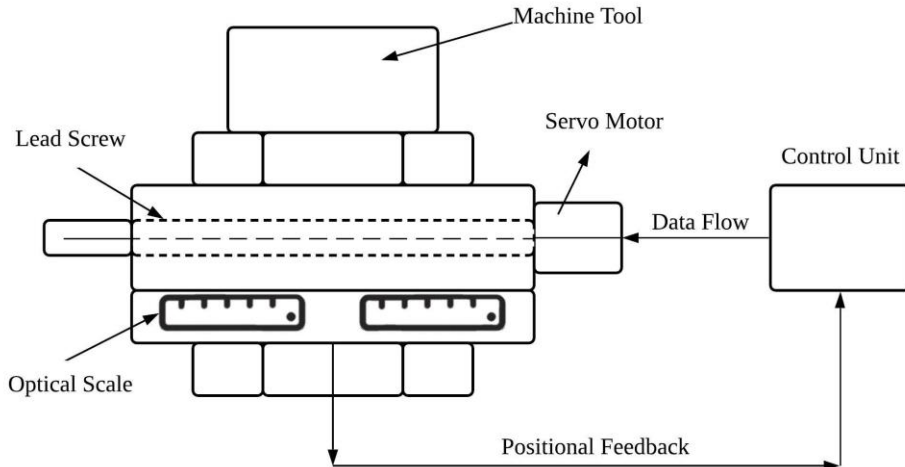 Machine Tool
Servo Motor
Lead Screw
Control Unit
Data Flow
Optical Scale
Positional Feedback